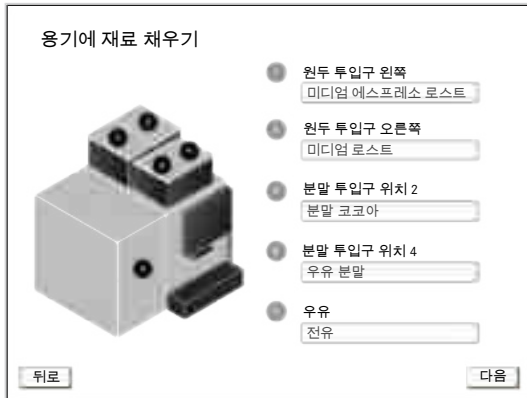 용기에 재료 채우기
원두 투입구 왼쪽
미디엄 에스프레소 로스트
원두 투입구 오른쪽
미디엄 로스트
분말 투입구 위치 2
분말 코코아
분말 투입구 위치 4
우유 분말
우유
전유
뒤로
다음